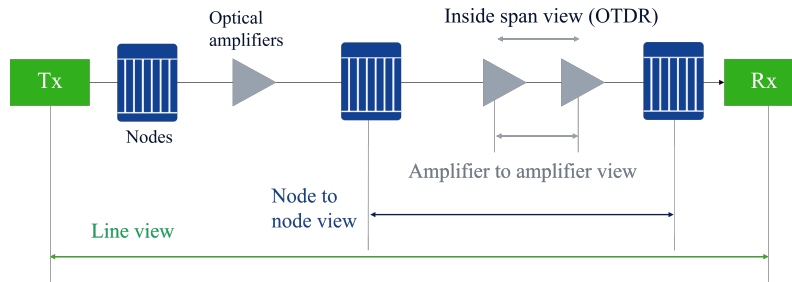 Optical
amplifiers
Inside span view (OTDR)
Tx
Rx
Nodes
Amplifier to amplifier view
Node to
node view
Line view